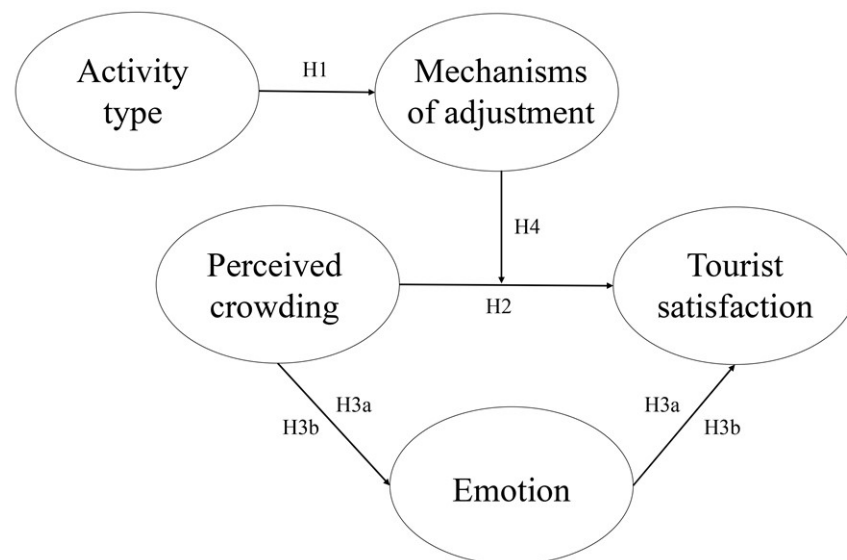 Activity
type
H1
Mechanisms
of adjustment
H4
Perceived
crowding
H2
Tourist
satisfaction
H3a
H3b
H3a
H3b
Emotion